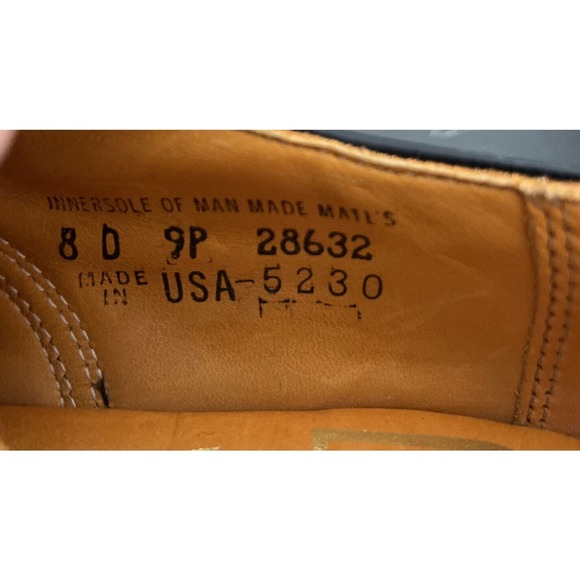 INNERSOLE OF MAN MADE MATL'S
8 D 9P 28632
MADE IN USA-5230